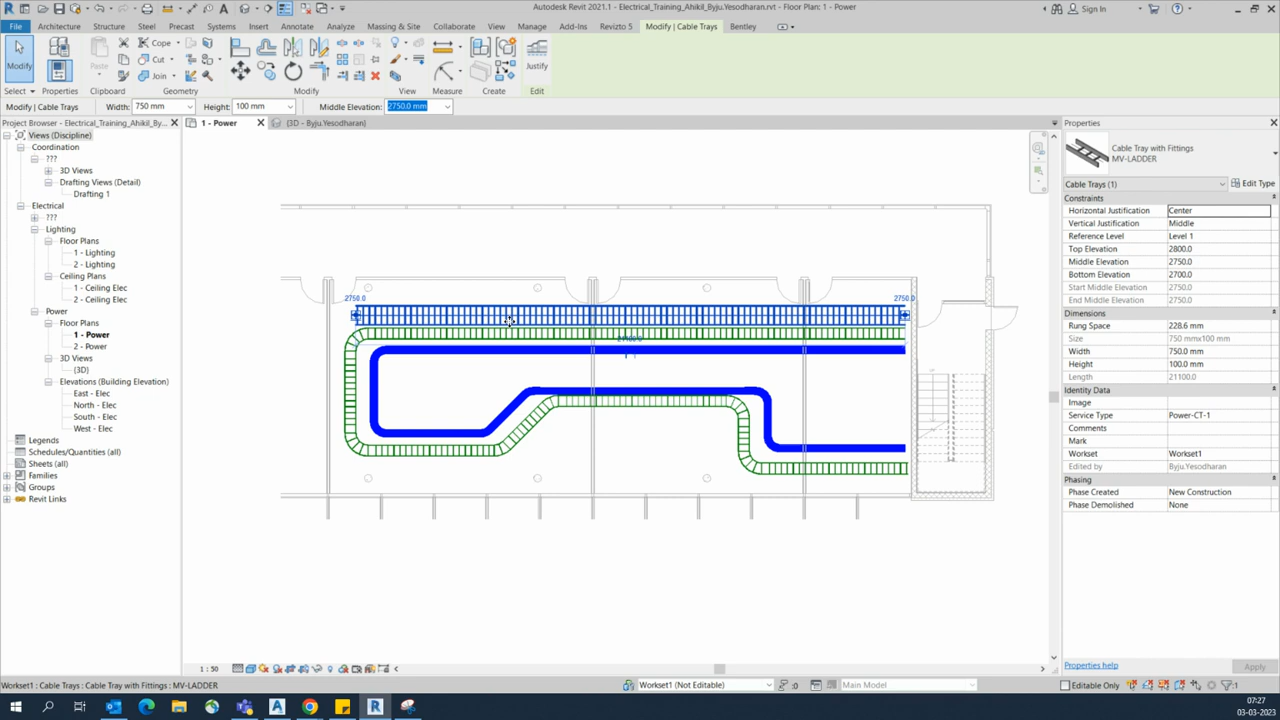 Autodesk Revit 2021.1 - Electrical_Training_Ahikil_Byju.Yesodharan.rvt - Floor Plan: 1 - Power
Sign In
File Architecture Structure Steel Precast Systems Insert Annotate Analyze Massing & Site Collaborate View Manage Add-Ins Revizto 5 Modify | Cable Trays Bentley
Modify Paste Cope Cut Join Justify
Select Properties Clipboard Geometry Modify View Measure Create Edit
Modify | Cable Trays Width: 750 mm Height: 100 mm Middle Elevation: 2750.0 mm
Project Browser - Electrical_Training_Ahikil_By...
1 - Power
{3D - Byju.Yesodharan}
Properties
Views (Discipline)
Coordination
???
3D Views
Drafting Views (Detail)
Drafting 1
Electrical
???
Lighting
Floor Plans
1 - Lighting
2 - Lighting
Ceiling Plans
1 - Ceiling Elec
2 - Ceiling Elec
Power
Floor Plans
1 - Power
2 - Power
3D Views
{3D}
Elevations (Building Elevation)
East - Elec
North - Elec
South - Elec
West - Elec
Legends
Schedules/Quantities (all)
Sheets (all)
Families
Groups
Revit Links
2750.0
2750.0
21100.0
UP
Cable Tray with Fittings
MV-LADDER
Cable Trays (1) Edit Type
Constraints
Horizontal Justification Center
Vertical Justification Middle
Reference Level Level 1
Top Elevation 2800.0
Middle Elevation 2750.0
Bottom Elevation 2700.0
Start Middle Elevation 2750.0
End Middle Elevation 2750.0
Dimensions
Rung Space 228.6 mm
Size 750 mmx100 mm
Width 750.0 mm
Height 100.0 mm
Length 21100.0
Identity Data
Image
Service Type Power-CT-1
Comments
Mark
Workset Workset1
Edited by Byju.Yesodharan
Phasing
Phase Created New Construction
Phase Demolished None
Properties help Apply
1 : 50
Workset1 : Cable Trays : Cable Tray with Fittings : MV-LADDER
Workset1 (Not Editable) :0 Main Model Editable Only :1
07:27
03-03-2023